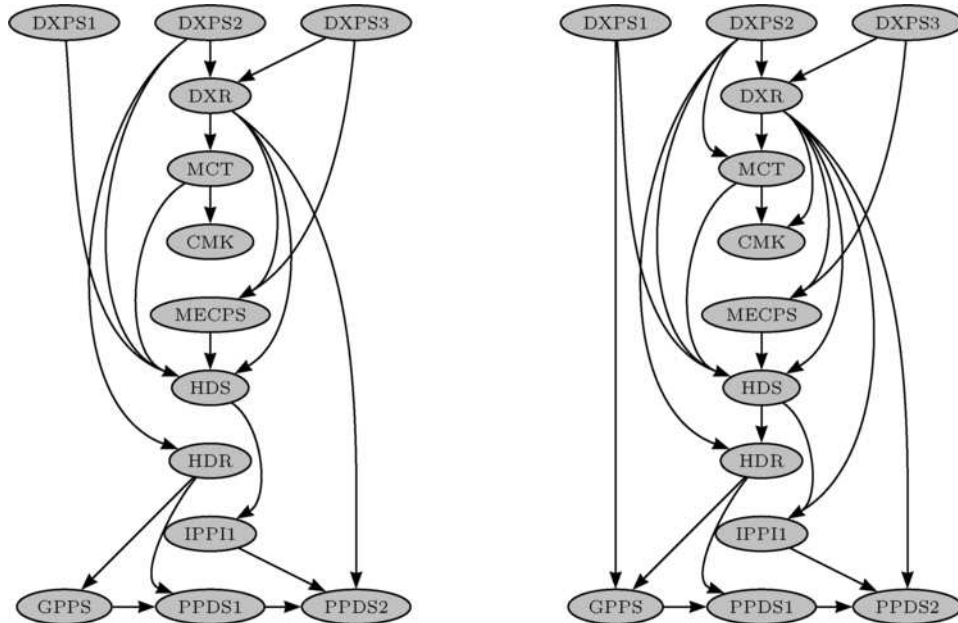 DXPS1 DXPS2 DXPS3
DXR
MCT
CMK
MECPS
HDS
HDR
IPPI1
GPPS PPDS1 PPDS2
DXPS1 DXPS2 DXPS3
DXR
MCT
CMK
MECPS
HDS
HDR
IPPI1
GPPS PPDS1 PPDS2